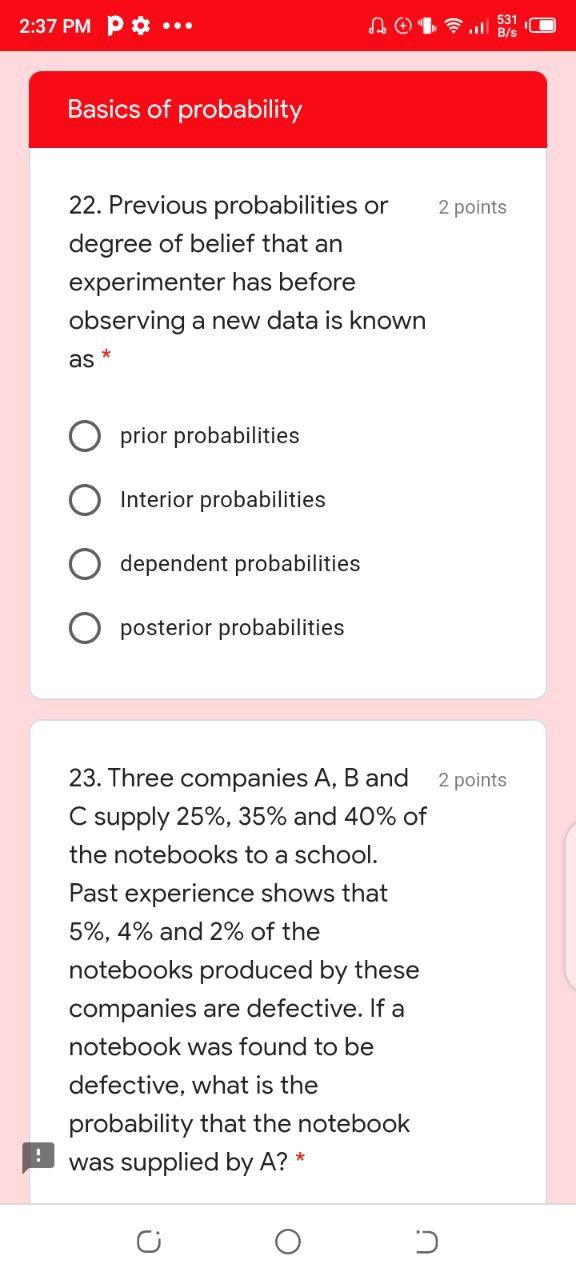 2:37 PM
531
B/s
Basics of probability
22. Previous probabilities or
2 points
degree of belief that an
experimenter has before
observing a new data is known
as *
prior probabilities
Interior probabilities
dependent probabilities
posterior probabilities
23. Three companies A, B and
2 points
C supply 25%, 35% and 40% of
the notebooks to a school.
Past experience shows that
5%, 4% and 2% of the
notebooks produced by these
companies are defective. If a
notebook was found to be
defective, what is the
probability that the notebook
was supplied by A? *